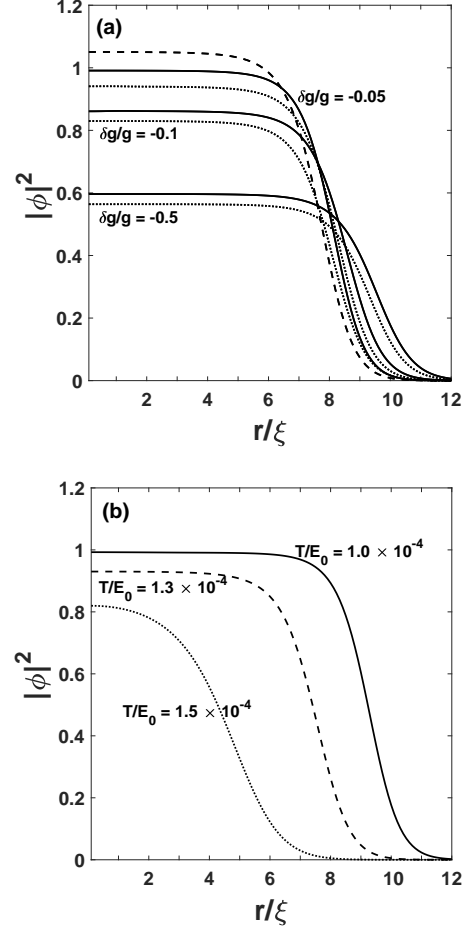 (a)
1.2
1
0.8
0.6
0.4
0.2
0
|ϕ|²
δg/g = -0.05
δg/g = -0.1
δg/g = -0.5
2 4 6 8 10 12
r/ξ
(b)
1.2
1
0.8
0.6
0.4
0.2
0
|ϕ|²
T/E₀ = 1.0 × 10⁻⁴
T/E₀ = 1.3 × 10⁻⁴
T/E₀ = 1.5 × 10⁻⁴
2 4 6 8 10 12
r/ξ